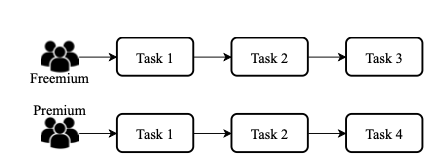 Task 1 Task 2 Task 3
Freemium
Premium
Task 1 Task 2 Task 4